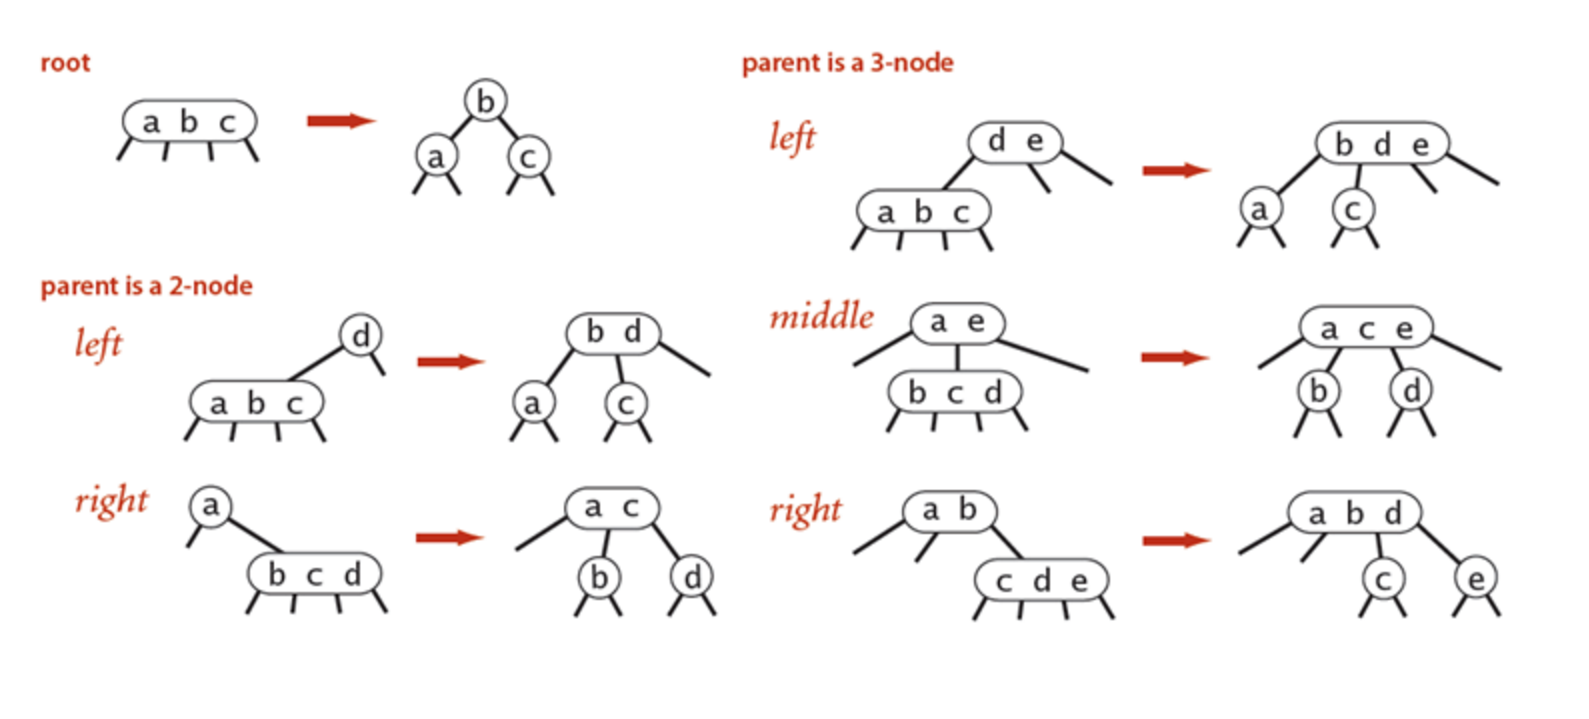 root
a b c
b
a c
parent is a 2-node
left
d
a b c
b d
a c
right
a
b c d
a c
b d
parent is a 3-node
left
d e
a b c
b d e
a c
middle
a e
b c d
a c e
b d
right
a b
c d e
a b d
c e